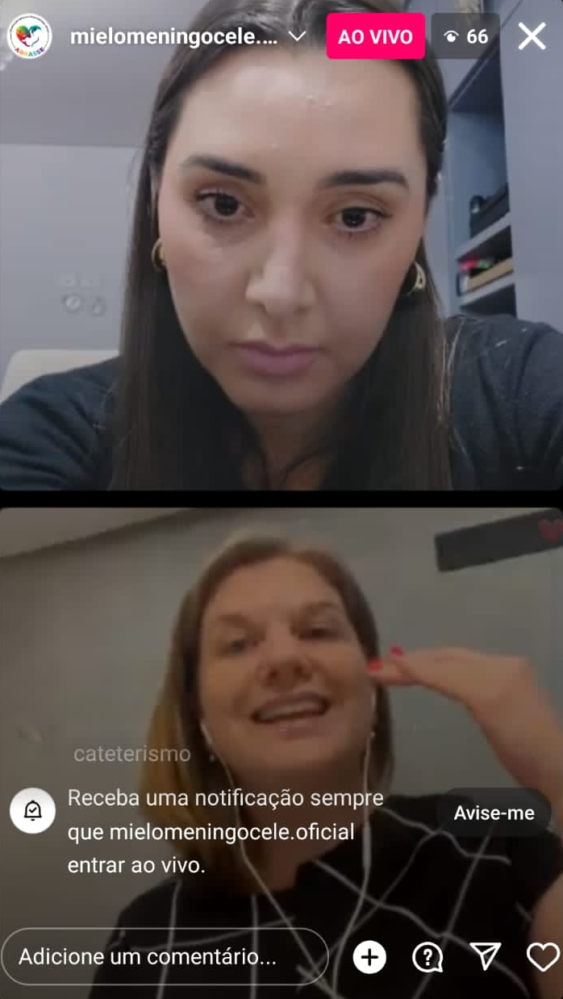 mielomeningocele....
AO VIVO
66
cateterismo
Receba uma notificação sempre
que mielomeningocele.oficial
entrar ao vivo.
Avise-me
Adicione um comentário...